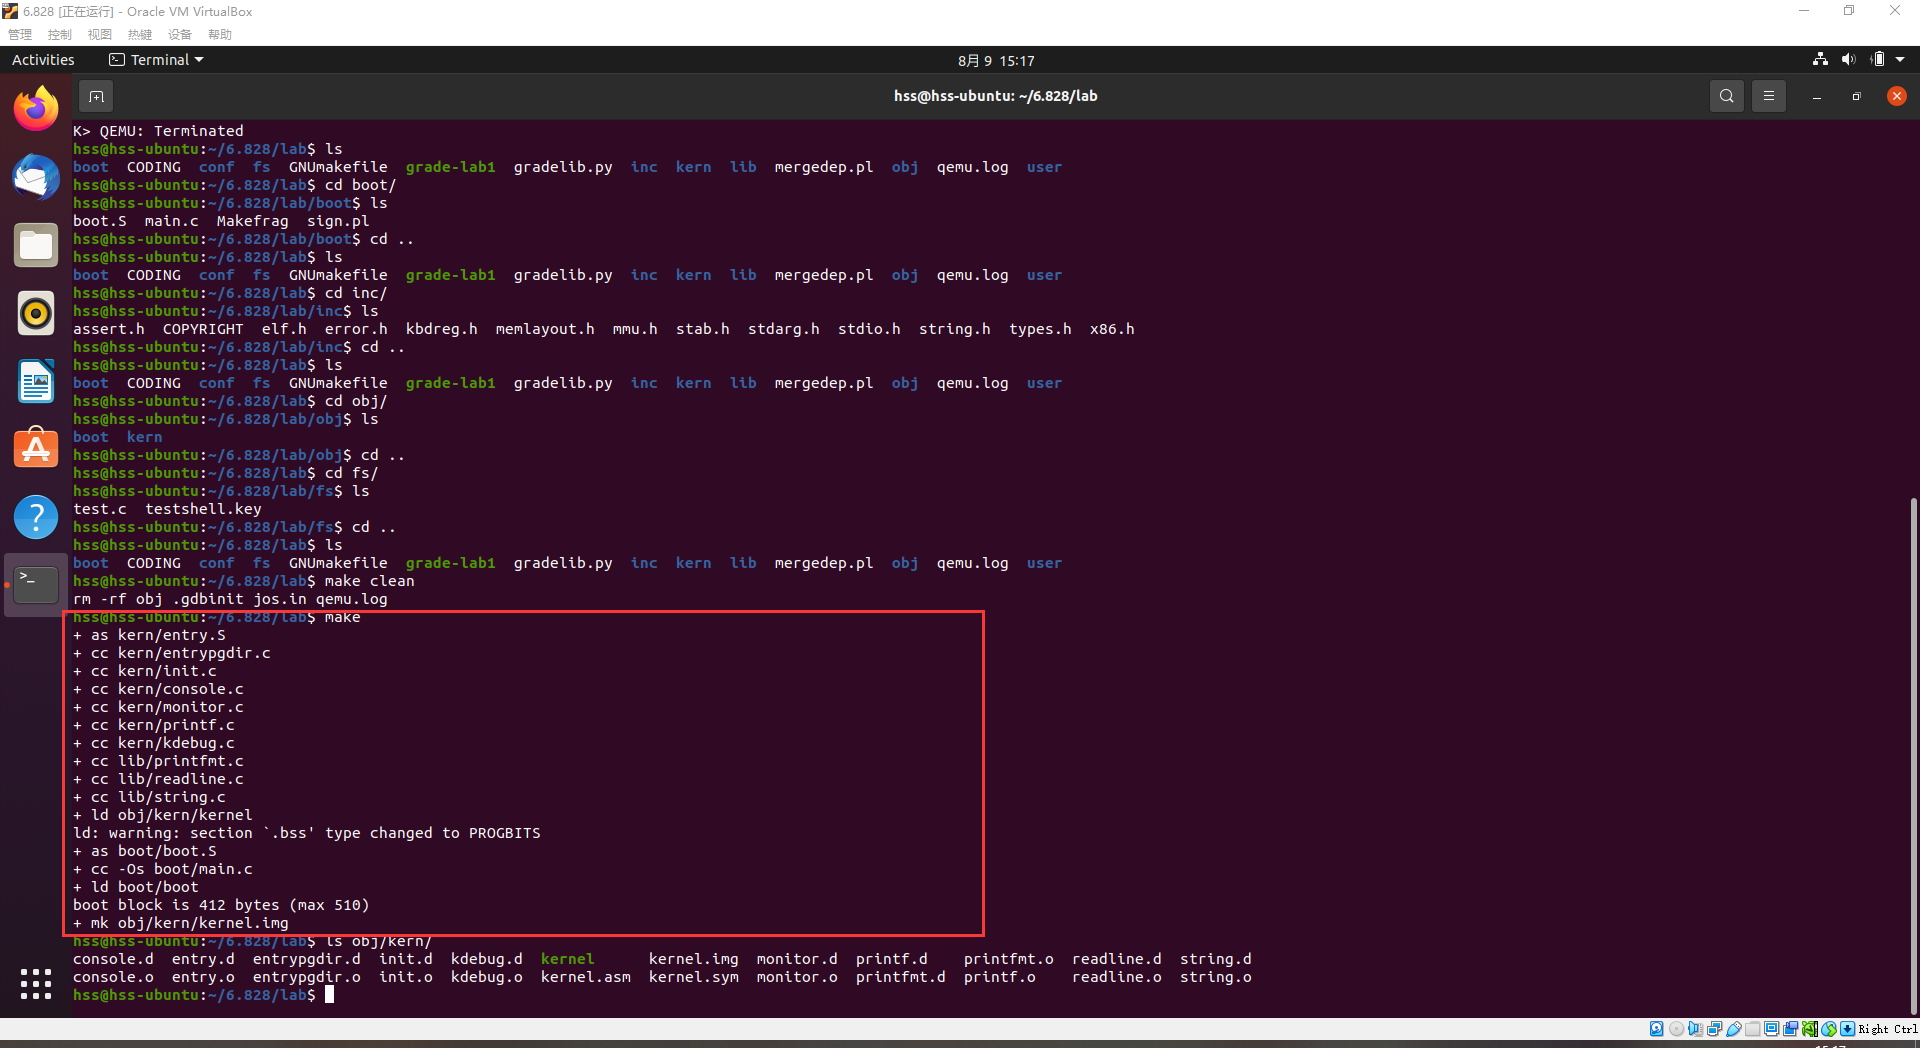 6.828 [正在运行] - Oracle VM VirtualBox
管理 控制 视图 热键 设备 帮助
Activities Terminal 8月 9 15:17
hss@hss-ubuntu: ~/6.828/lab
K> QEMU: Terminated
hss@hss-ubuntu:~/6.828/lab$ ls
boot CODING conf fs GNUmakefile grade-lab1 gradelib.py inc kern lib mergedep.pl obj qemu.log user
hss@hss-ubuntu:~/6.828/lab$ cd boot/
hss@hss-ubuntu:~/6.828/lab/boot$ ls
boot.S main.c Makefrag sign.pl
hss@hss-ubuntu:~/6.828/lab/boot$ cd ..
hss@hss-ubuntu:~/6.828/lab$ ls
boot CODING conf fs GNUmakefile grade-lab1 gradelib.py inc kern lib mergedep.pl obj qemu.log user
hss@hss-ubuntu:~/6.828/lab$ cd inc/
hss@hss-ubuntu:~/6.828/lab/inc$ ls
assert.h COPYRIGHT elf.h error.h kbdreg.h memlayout.h mmu.h stab.h stdarg.h stdio.h string.h types.h x86.h
hss@hss-ubuntu:~/6.828/lab/inc$ cd ..
hss@hss-ubuntu:~/6.828/lab$ ls
boot CODING conf fs GNUmakefile grade-lab1 gradelib.py inc kern lib mergedep.pl obj qemu.log user
hss@hss-ubuntu:~/6.828/lab$ cd obj/
hss@hss-ubuntu:~/6.828/lab/obj$ ls
boot kern
hss@hss-ubuntu:~/6.828/lab/obj$ cd ..
hss@hss-ubuntu:~/6.828/lab$ cd fs/
hss@hss-ubuntu:~/6.828/lab/fs$ ls
test.c testshell.key
hss@hss-ubuntu:~/6.828/lab/fs$ cd ..
hss@hss-ubuntu:~/6.828/lab$ ls
boot CODING conf fs GNUmakefile grade-lab1 gradelib.py inc kern lib mergedep.pl obj qemu.log user
hss@hss-ubuntu:~/6.828/lab$ make clean
rm -rf obj .gdbinit jos.in qemu.log
hss@hss-ubuntu:~/6.828/lab$ make
+ as kern/entry.S
+ cc kern/entrypgdir.c
+ cc kern/init.c
+ cc kern/console.c
+ cc kern/monitor.c
+ cc kern/printf.c
+ cc kern/kdebug.c
+ cc lib/printfmt.c
+ cc lib/readline.c
+ cc lib/string.c
+ ld obj/kern/kernel
ld: warning: section `.bss' type changed to PROGBITS
+ as boot/boot.S
+ cc -Os boot/main.c
+ ld boot/boot
boot block is 412 bytes (max 510)
+ mk obj/kern/kernel.img
hss@hss-ubuntu:~/6.828/lab$ ls obj/kern/
console.d entry.d entrypgdir.d init.d kdebug.d kernel kernel.img monitor.d printf.d printfmt.o readline.d string.d
console.o entry.o entrypgdir.o init.o kdebug.o kernel.asm kernel.sym monitor.o printfmt.d printf.o readline.o string.o
hss@hss-ubuntu:~/6.828/lab$
Right Ctrl